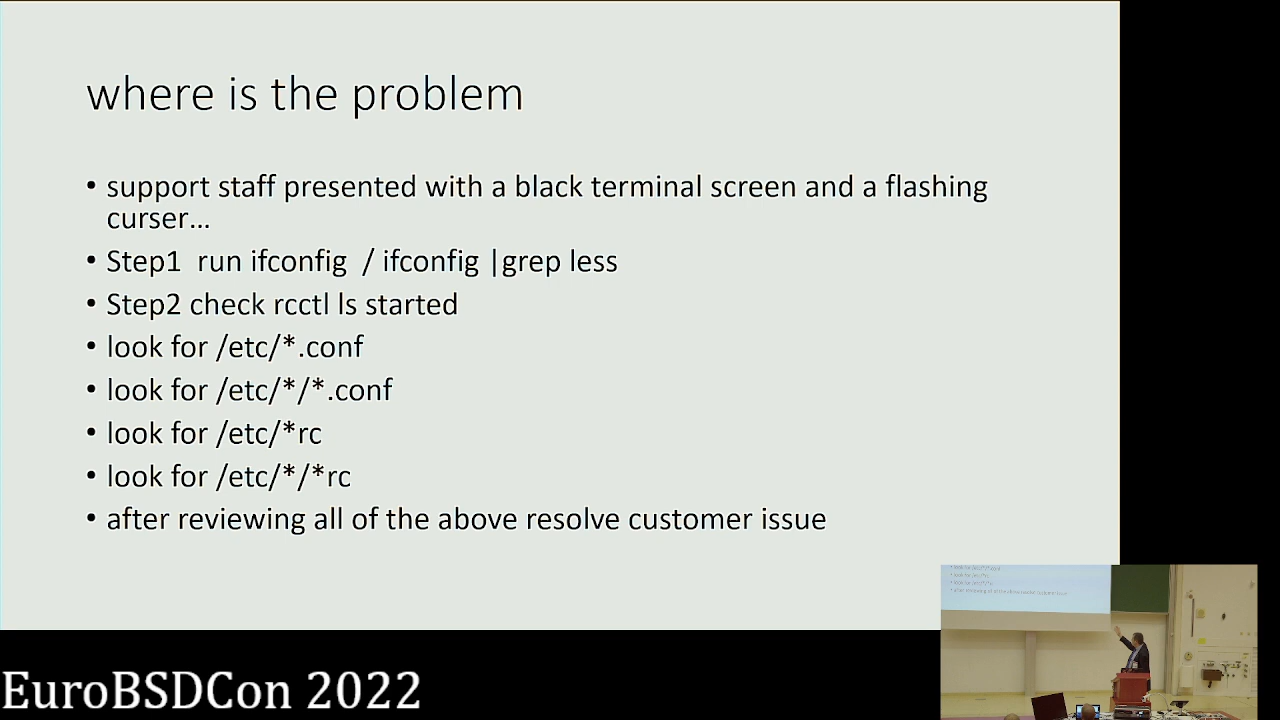 where is the problem
• support staff presented with a black terminal screen and a flashing
curser...
• Step1  run ifconfig  / ifconfig |grep less
• Step2 check rcctl ls started
• look for /etc/*.conf
• look for /etc/*/*.conf
• look for /etc/*rc
• look for /etc/*/*rc
• after reviewing all of the above resolve customer issue
EuroBSDCon 2022